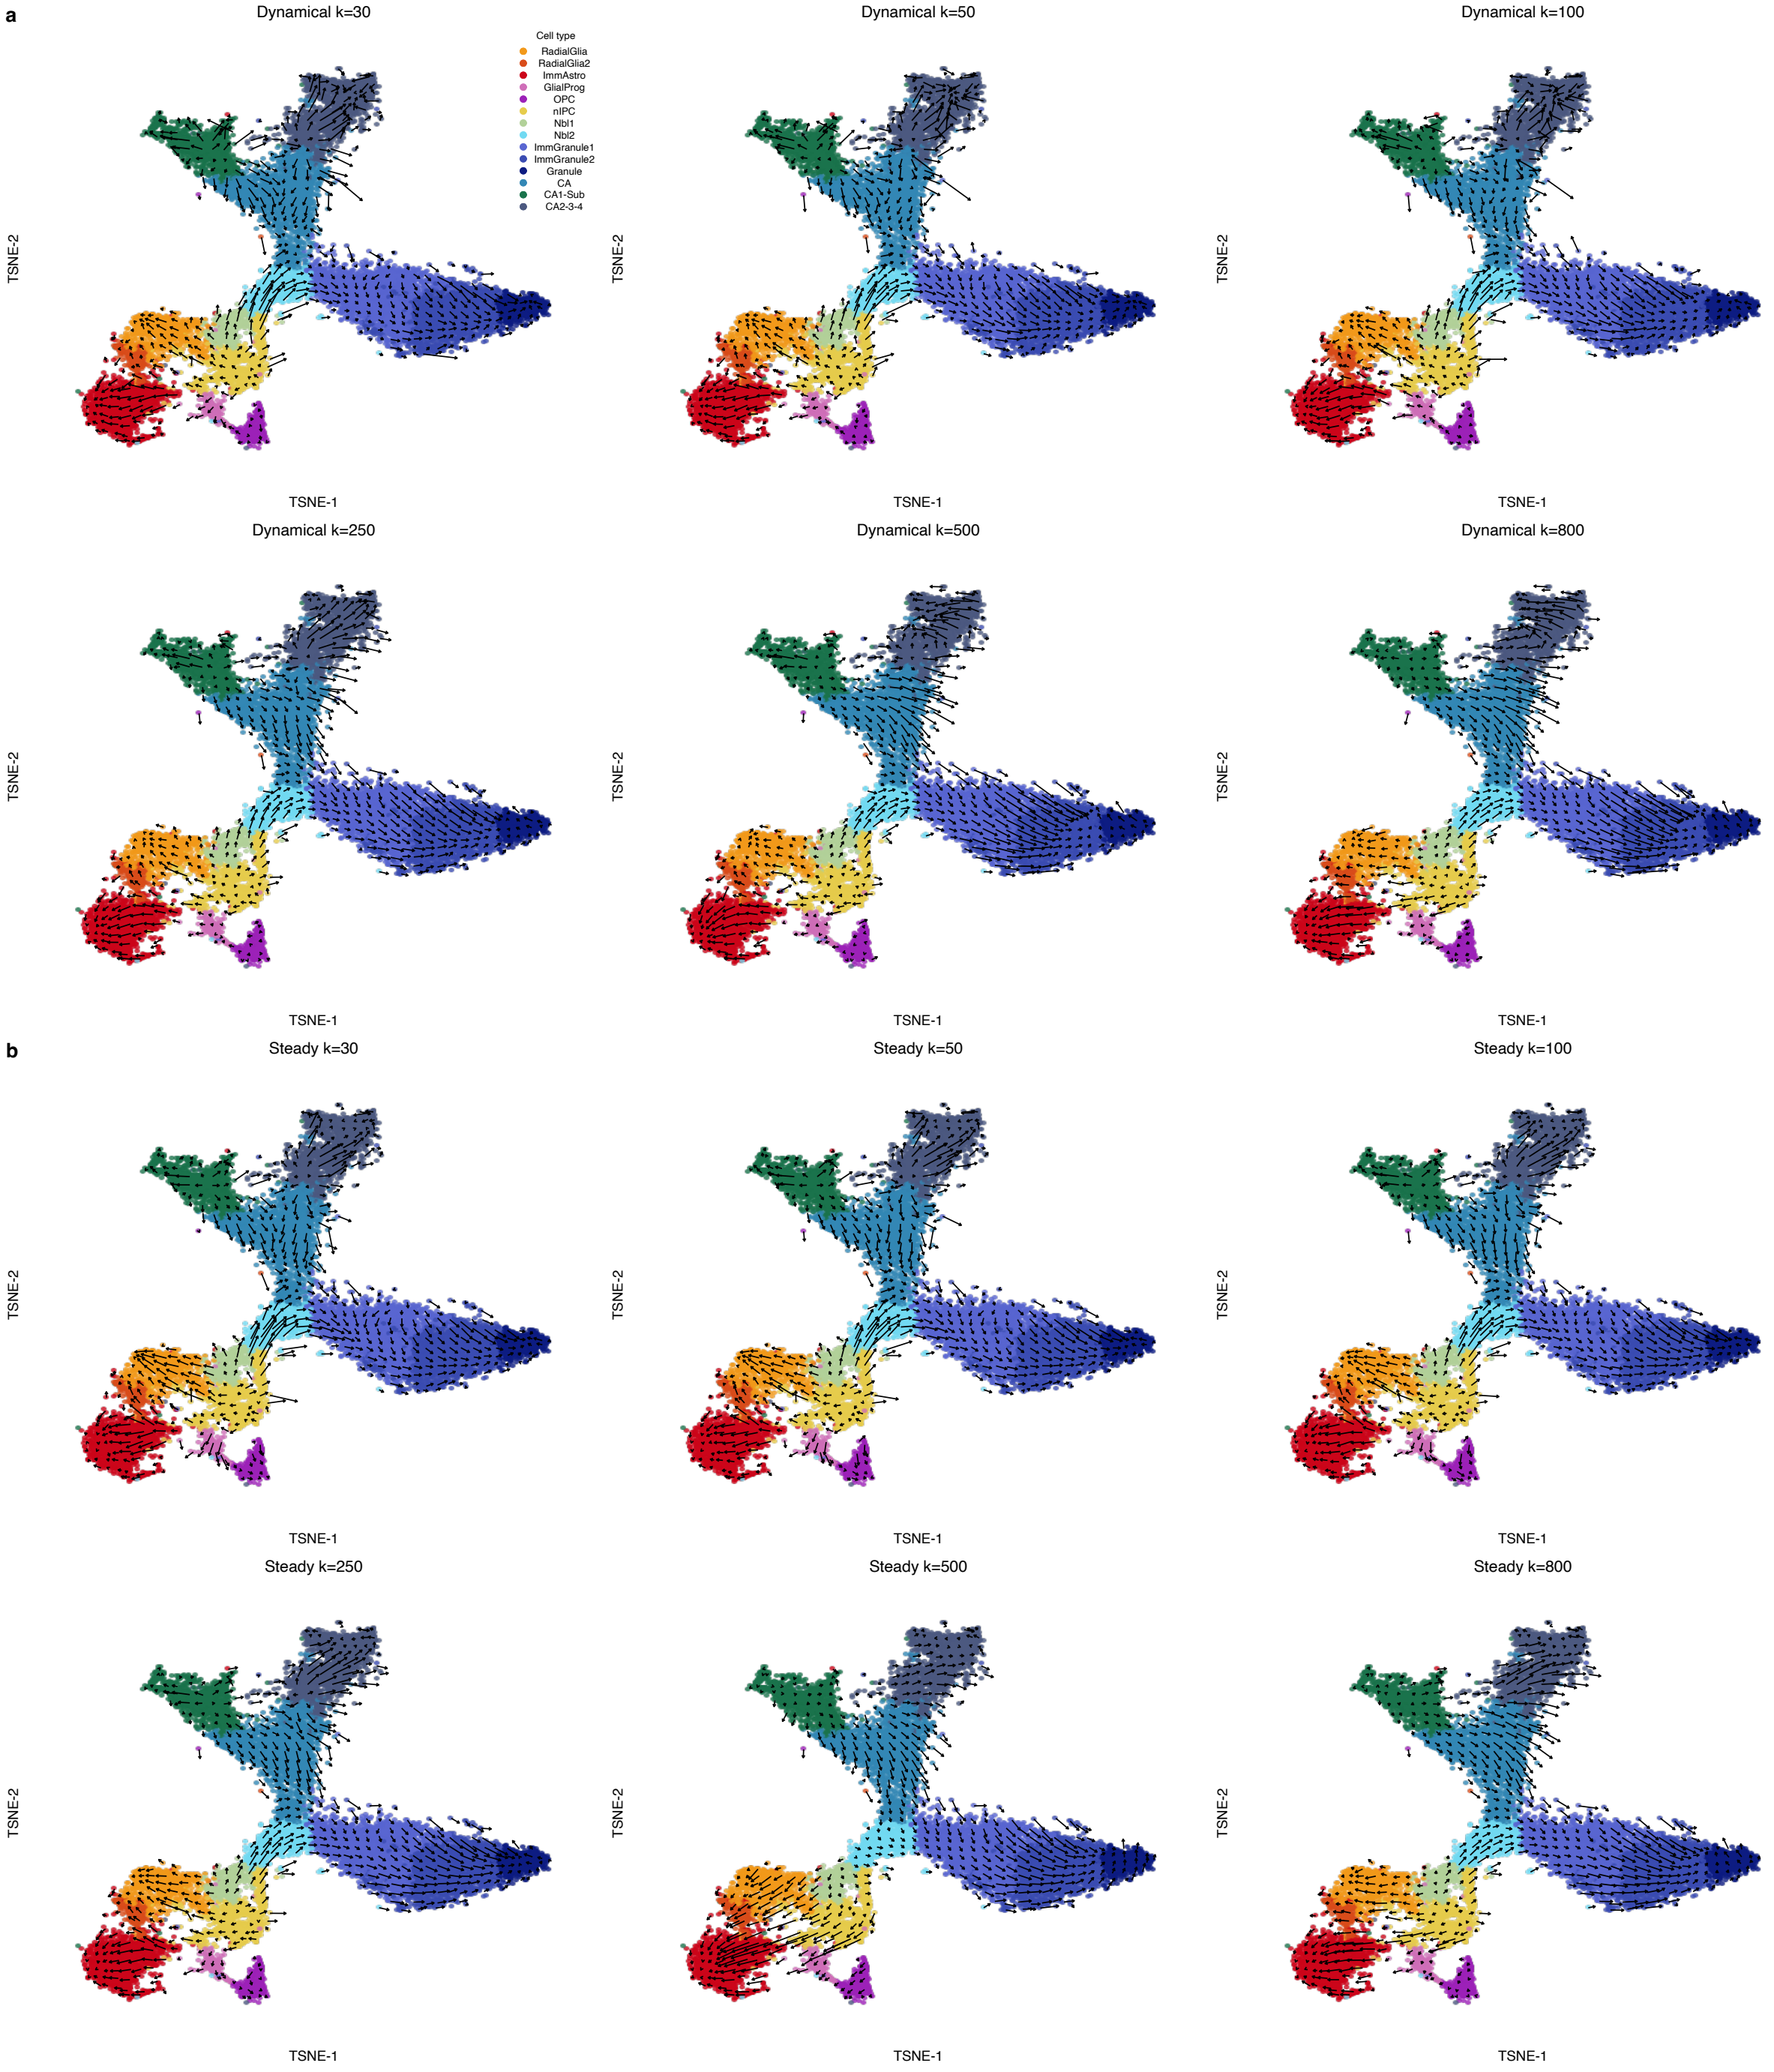 a
Dynamical k=30
Dynamical k=50
Dynamical k=100
Cell type
RadialGlia
RadialGlia2
ImmAstro
GlialProg
OPC
nIPC
Nbl1
Nbl2
ImmGranule1
ImmGranule2
Granule
CA
CA1-Sub
CA2-3-4
TSNE-2
TSNE-2
TSNE-2
TSNE-1
TSNE-1
TSNE-1
Dynamical k=250
Dynamical k=500
Dynamical k=800
TSNE-2
TSNE-2
TSNE-2
TSNE-1
TSNE-1
TSNE-1
b
Steady k=30
Steady k=50
Steady k=100
TSNE-2
TSNE-2
TSNE-2
TSNE-1
TSNE-1
TSNE-1
Steady k=250
Steady k=500
Steady k=800
TSNE-2
TSNE-2
TSNE-2
TSNE-1
TSNE-1
TSNE-1